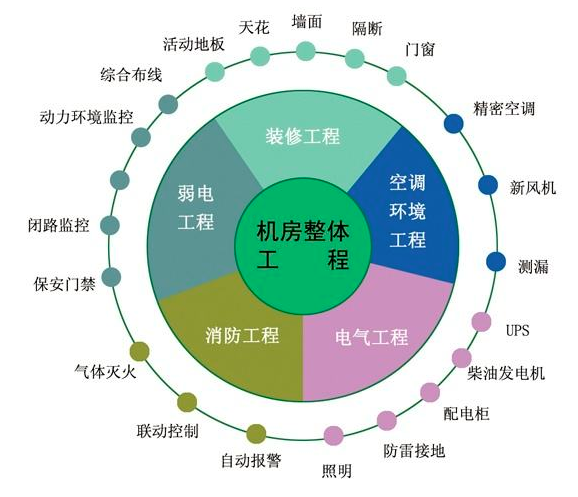 墙面
天花
隔断
活动地板
门窗
综合布线
精密空调
动力环境监控
装修工程
弱电
工程
空调
环境
工程
新风机
闭路监控
机房整体
工 程
测漏
保安门禁
消防工程
电气工程
UPS
气体灭火
柴油发电机
配电柜
联动控制
防雷接地
自动报警
照明